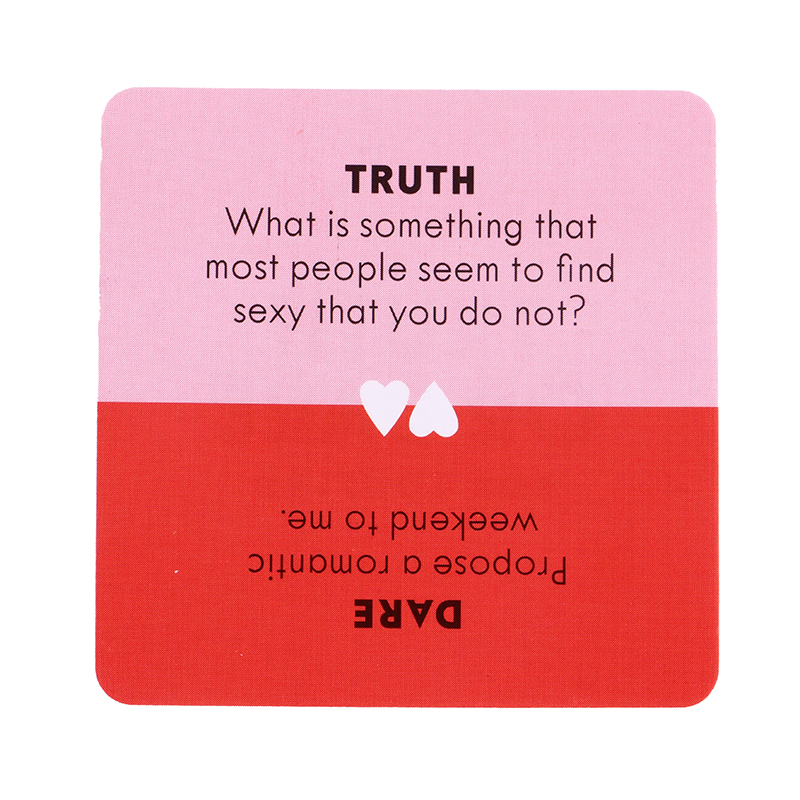 TRUTH
What is something that
most people seem to find
sexy that you do not?
DARE
Propose a romantic
weekend to me.